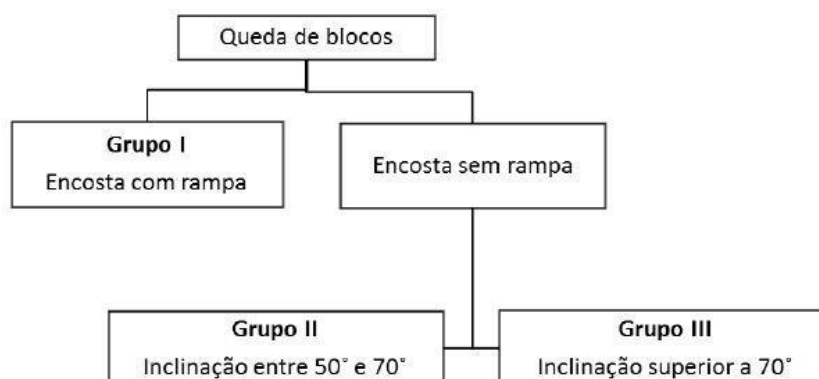 Queda de blocos
Grupo I
Encosta com rampa
Encosta sem rampa
Grupo II
Inclinação entre 50˚ e 70˚
Grupo III
Inclinação superior a 70˚